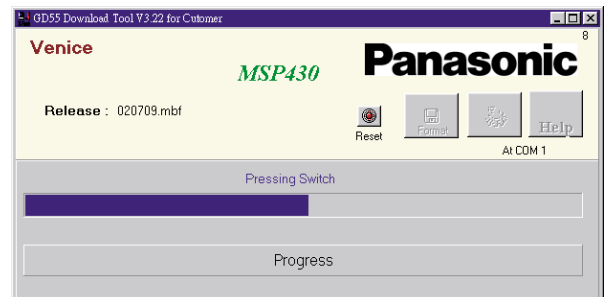 GD55 Download Tool V3.22 for Cutomer
8
Venice
MSP430
Panasonic
Release : 020709.mbf
Reset
Format
Help
At COM 1
Pressing Switch
Progress